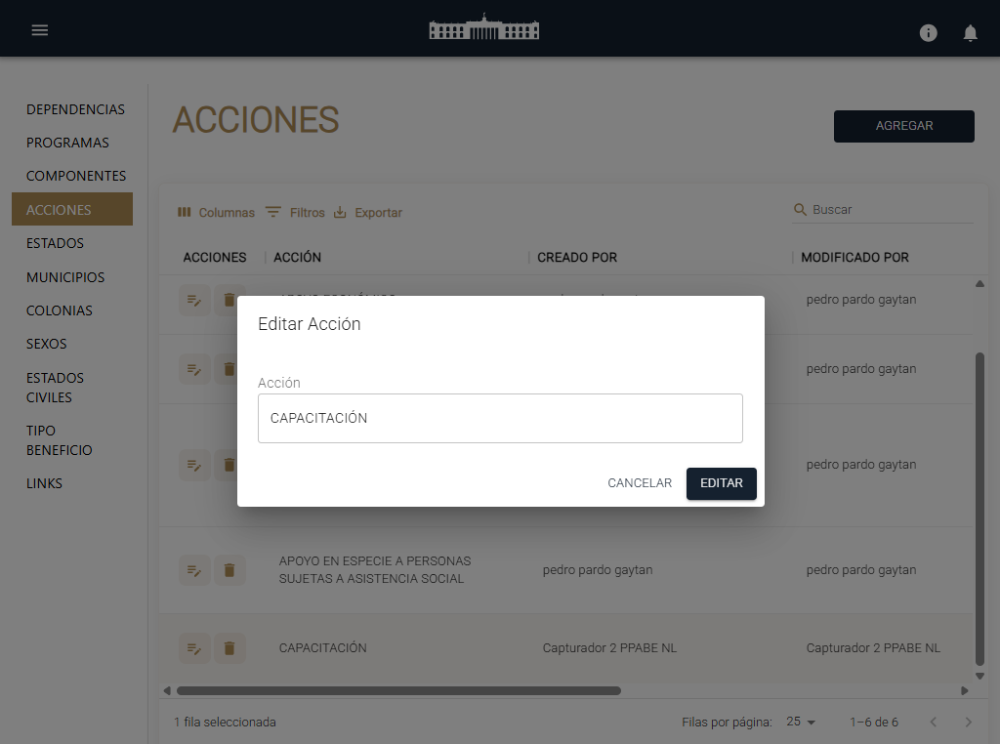 DEPENDENCIAS
PROGRAMAS
COMPONENTES
ACCIONES
ESTADOS
MUNICIPIOS
COLONIAS
SEXOS
ESTADOS
CIVILES
TIPO
BENEFICIO
LINKS
ACCIONES
AGREGAR
Columnas Filtros Exportar
Buscar
ACCIONES ACCIÓN CREADO POR MODIFICADO POR
pedro pardo gaytan
pedro pardo gaytan
pedro pardo gaytan
Editar Acción
Acción
CAPACITACIÓN
CANCELAR EDITAR
APOYO EN ESPECIE A PERSONAS
SUJETAS A ASISTENCIA SOCIAL
pedro pardo gaytan pedro pardo gaytan
CAPACITACIÓN Capturador 2 PPABE NL Capturador 2 PPABE NL
1 fila seleccionada Filas por página: 25 1–6 de 6